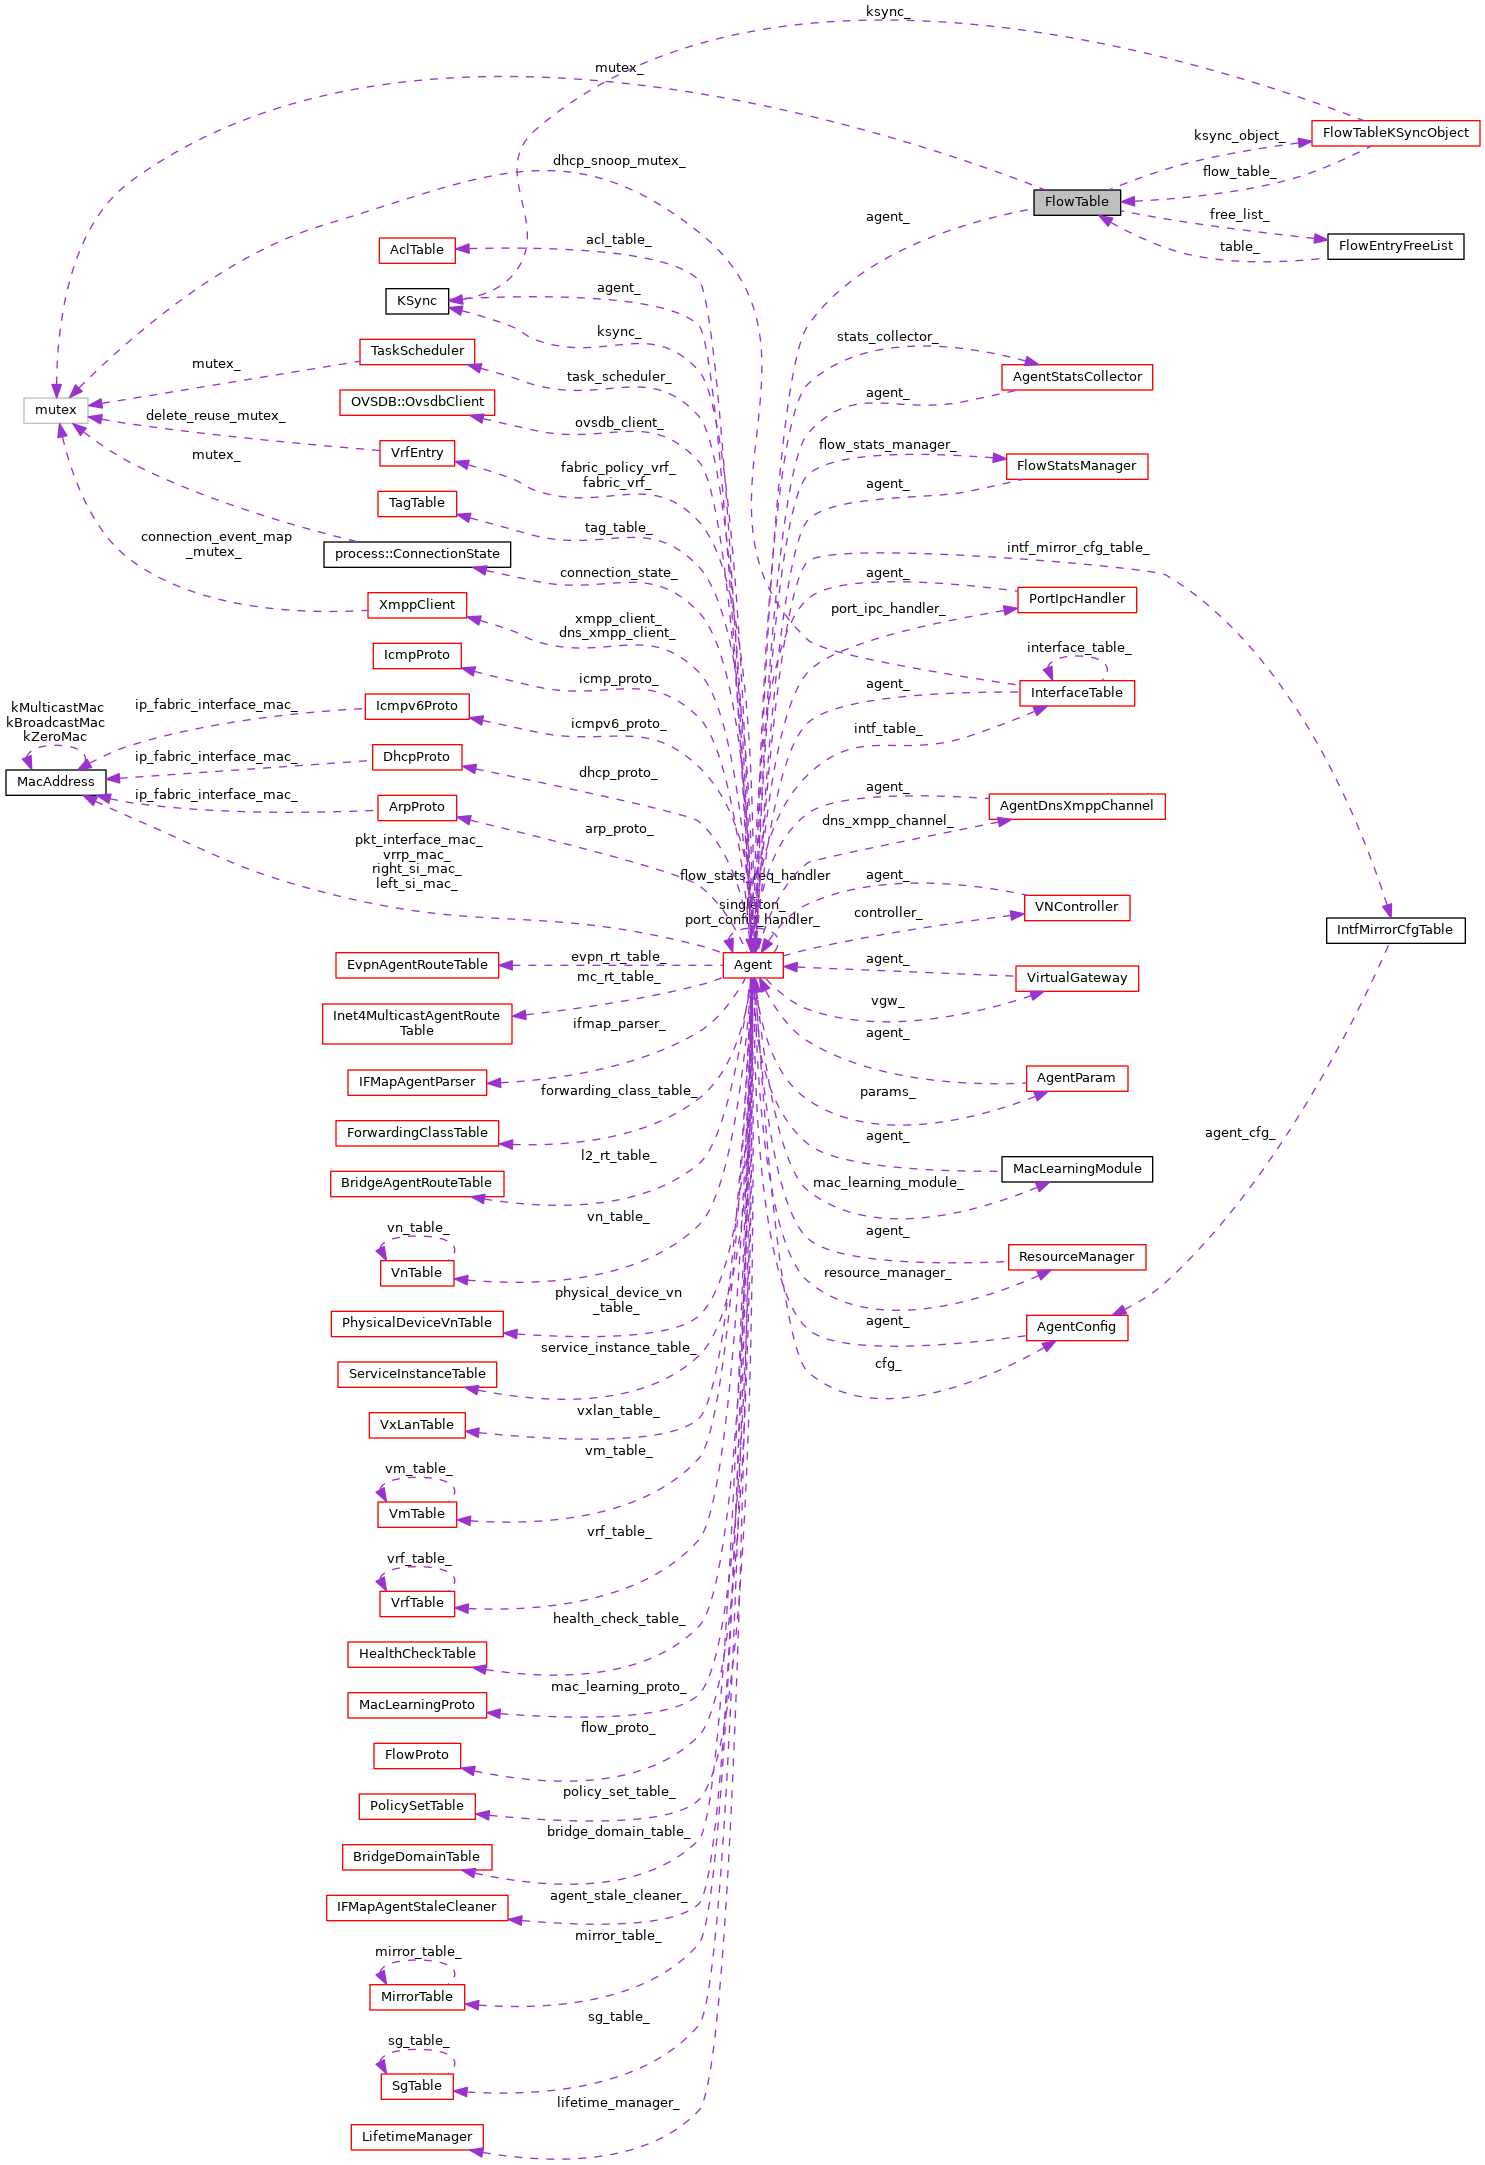 ksync_
mutex_
FlowTableKSyncObject
ksync_object_
dhcp_snoop_mutex_
flow_table_
FlowTable
agent_
free_list_
acl_table_
AclTable
table_
FlowEntryFreeList
agent_
KSync
ksync_
stats_collector_
TaskScheduler
mutex_
task_scheduler_
AgentStatsCollector
agent_
OVSDB::OvsdbClient
mutex
delete_reuse_mutex_
ovsdb_client_
flow_stats_manager_
VrfEntry
mutex_
fabric_policy_vrf_
fabric_vrf_
FlowStatsManager
agent_
TagTable
tag_table_
connection_event_map
_mutex_
process::ConnectionState
intf_mirror_cfg_table_
connection_state_
agent_
PortIpcHandler
XmppClient
port_ipc_handler_
xmpp_client_
dns_xmpp_client_
interface_table_
IcmpProto
icmp_proto_
agent_
InterfaceTable
kMulticastMac
kBroadcastMac
kZeroMac
ip_fabric_interface_mac_
Icmpv6Proto
icmpv6_proto_
intf_table_
ip_fabric_interface_mac_
DhcpProto
dhcp_proto_
MacAddress
ip_fabric_interface_mac_
agent_
ArpProto
AgentDnsXmppChannel
dns_xmpp_channel_
arp_proto_
pkt_interface_mac_
vrrp_mac_
right_si_mac_
left_si_mac_
flow_stats_req_handler
agent_
singleton_
port_config_handler_
controller_
VNController
IntfMirrorCfgTable
EvpnAgentRouteTable
evpn_rt_table_
Agent
agent_
mc_rt_table_
VirtualGateway
vgw_
Inet4MulticastAgentRoute
Table
ifmap_parser_
agent_
IFMapAgentParser
AgentParam
forwarding_class_table_
params_
ForwardingClassTable
agent_
agent_cfg_
l2_rt_table_
MacLearningModule
BridgeAgentRouteTable
mac_learning_module_
vn_table_
vn_table_
agent_
ResourceManager
VnTable
resource_manager_
physical_device_vn
_table_
PhysicalDeviceVnTable
agent_
AgentConfig
service_instance_table_
cfg_
ServiceInstanceTable
vxlan_table_
VxLanTable
vm_table_
vm_table_
VmTable
vrf_table_
vrf_table_
VrfTable
health_check_table_
HealthCheckTable
mac_learning_proto_
MacLearningProto
flow_proto_
FlowProto
policy_set_table_
PolicySetTable
bridge_domain_table_
BridgeDomainTable
agent_stale_cleaner_
IFMapAgentStaleCleaner
mirror_table_
mirror_table_
MirrorTable
sg_table_
sg_table_
SgTable
lifetime_manager_
LifetimeManager